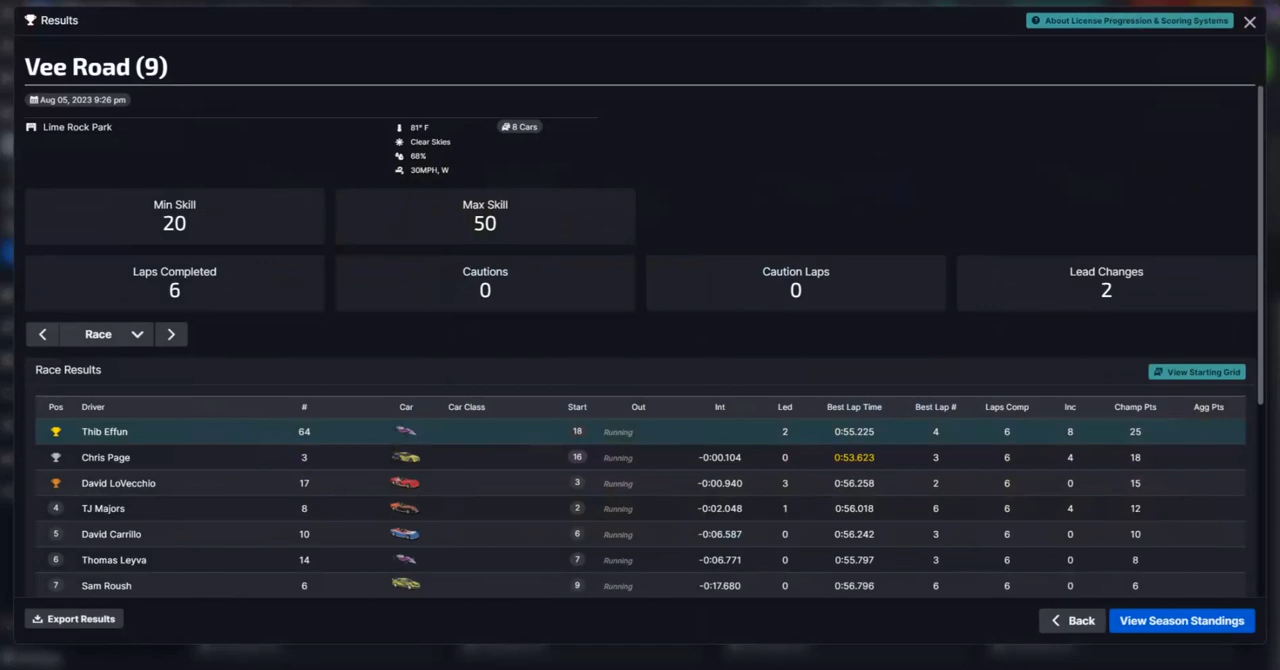 Results
About License Progression & Scoring Systems
Vee Road (9)
Aug 05, 2023 9:26 pm
Lime Rock Park
81° F
8 Cars
Clear Skies
68%
30MPH, W
Min Skill
20
Max Skill
50
Laps Completed
6
Cautions
0
Caution Laps
0
Lead Changes
2
Race
Race Results
View Starting Grid
Pos Driver # Car Car Class Start Out Int Led Best Lap Time Best Lap # Laps Comp Inc Champ Pts Agg Pts
Thib Effun 64 18 Running 2 0:55.225 4 6 8 25
Chris Page 3 16 Running -0:00.104 0 0:53.623 3 6 4 18
David LoVecchio 17 3 Running -0:00.940 3 0:56.258 2 6 0 15
4 TJ Majors 8 2 Running -0:02.048 1 0:56.018 6 6 4 12
5 David Carrillo 10 6 Running -0:06.587 0 0:56.242 3 6 0 10
6 Thomas Leyva 14 7 Running -0:06.771 0 0:55.797 3 6 0 8
7 Sam Roush 6 9 Running -0:17.680 0 0:56.796 6 6 0 6
Export Results
Back
View Season Standings